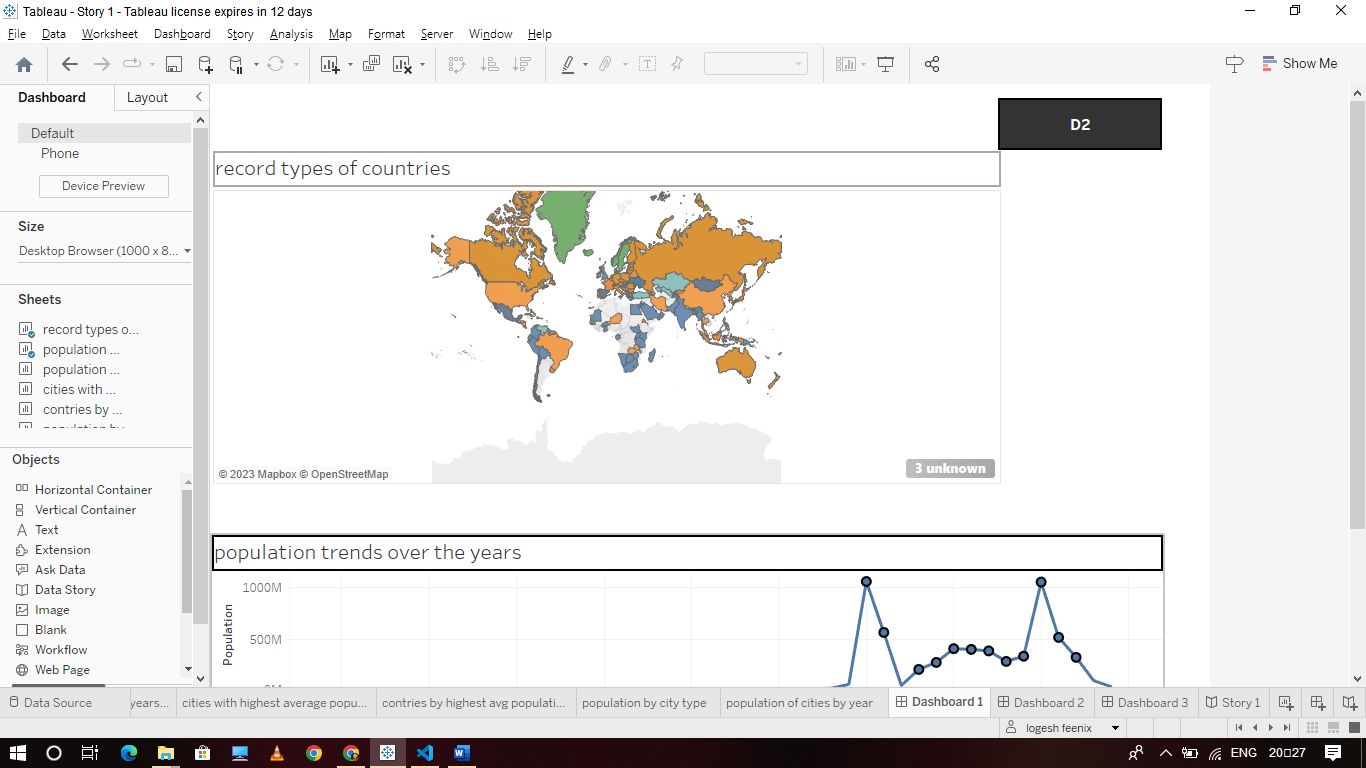 Tableau - Story 1 - Tableau license expires in 12 days
File Data Worksheet Dashboard Story Analysis Map Format Server Window Help
Show Me
Dashboard Layout
Default
Phone
Device Preview
Size
Desktop Browser (1000 x 8...
Sheets
record types o...
population ...
population ...
cities with ...
contries by ...
Objects
Horizontal Container
Vertical Container
Text
Extension
Ask Data
Data Story
Image
Blank
Workflow
Web Page
D2
record types of countries
© 2023 Mapbox © OpenStreetMap
3 unknown
population trends over the years
1000M
500M
Population
Data Source years... cities with highest average popu... contries by highest avg populati... population by city type population of cities by year Dashboard 1 Dashboard 2 Dashboard 3 Story 1
logesh feenix
ENG 20:27